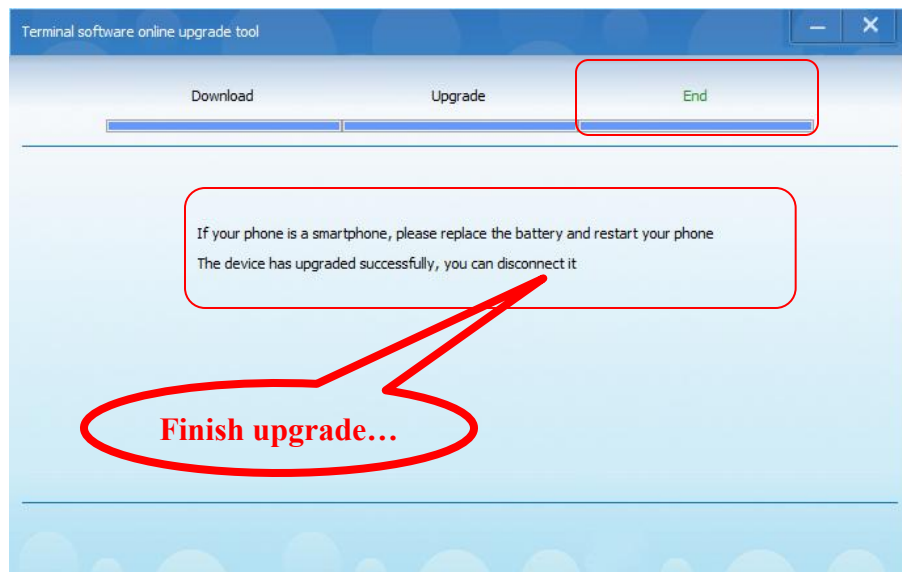 Terminal software online upgrade tool
Download Upgrade End
If your phone is a smartphone, please replace the battery and restart your phone
The device has upgraded successfully, you can disconnect it
Finish upgrade…